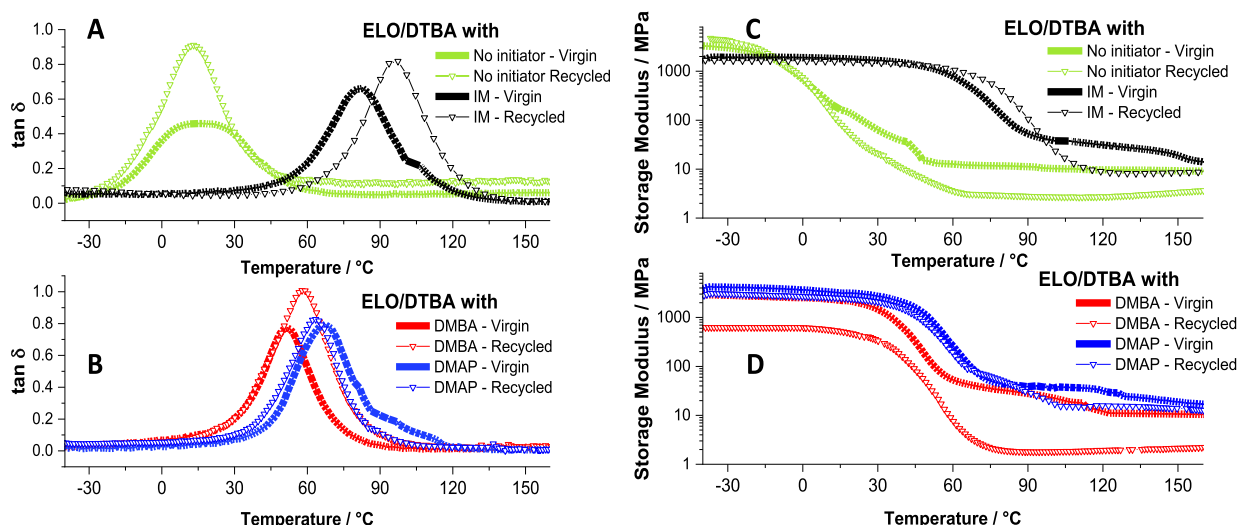 A
ELO/DTBA with
No initiator - Virgin
No initiator Recycled
IM - Virgin
IM - Recycled
tan δ
1.0
0.8
0.6
0.4
0.2
0.0
-30 0 30 60 90 120 150
Temperature / °C
B
ELO/DTBA with
DMBA - Virgin
DMBA - Recycled
DMAP - Virgin
DMAP - Recycled
tan δ
1.0
0.8
0.6
0.4
0.2
0.0
-30 0 30 60 90 120 150
Temperature / °C
C
ELO/DTBA with
No initiator - Virgin
No initiator Recycled
IM - Virgin
IM - Recycled
Storage Modulus / MPa
1000
100
10
1
-30 0 30 60 90 120 150
Temperature / °C
D
ELO/DTBA with
DMBA - Virgin
DMBA - Recycled
DMAP - Virgin
DMAP - Recycled
Storage Modulus / MPa
1000
100
10
1
-30 0 30 60 90 120 150
Temperature / °C